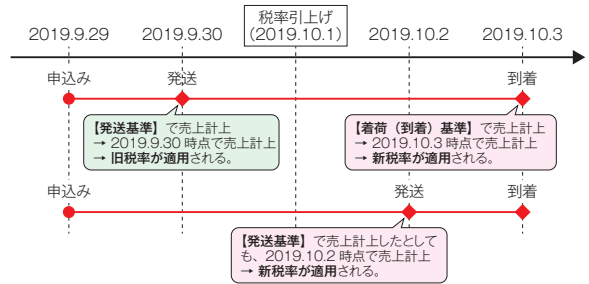 税率引上げ
2019.9.29 2019.9.30 (2019.10.1) 2019.10.2 2019.10.3
申込み 発送 到着
【発送基準】で売上計上
→ 2019.9.30 時点で売上計上
→ 旧税率が適用される。
【着荷（到着）基準】で売上計上
→ 2019.10.3 時点で売上計上
→ 新税率が適用される。
申込み 発送 到着
【発送基準】で売上計上したとして
も、2019.10.2 時点で売上計上
→ 新税率が適用される。